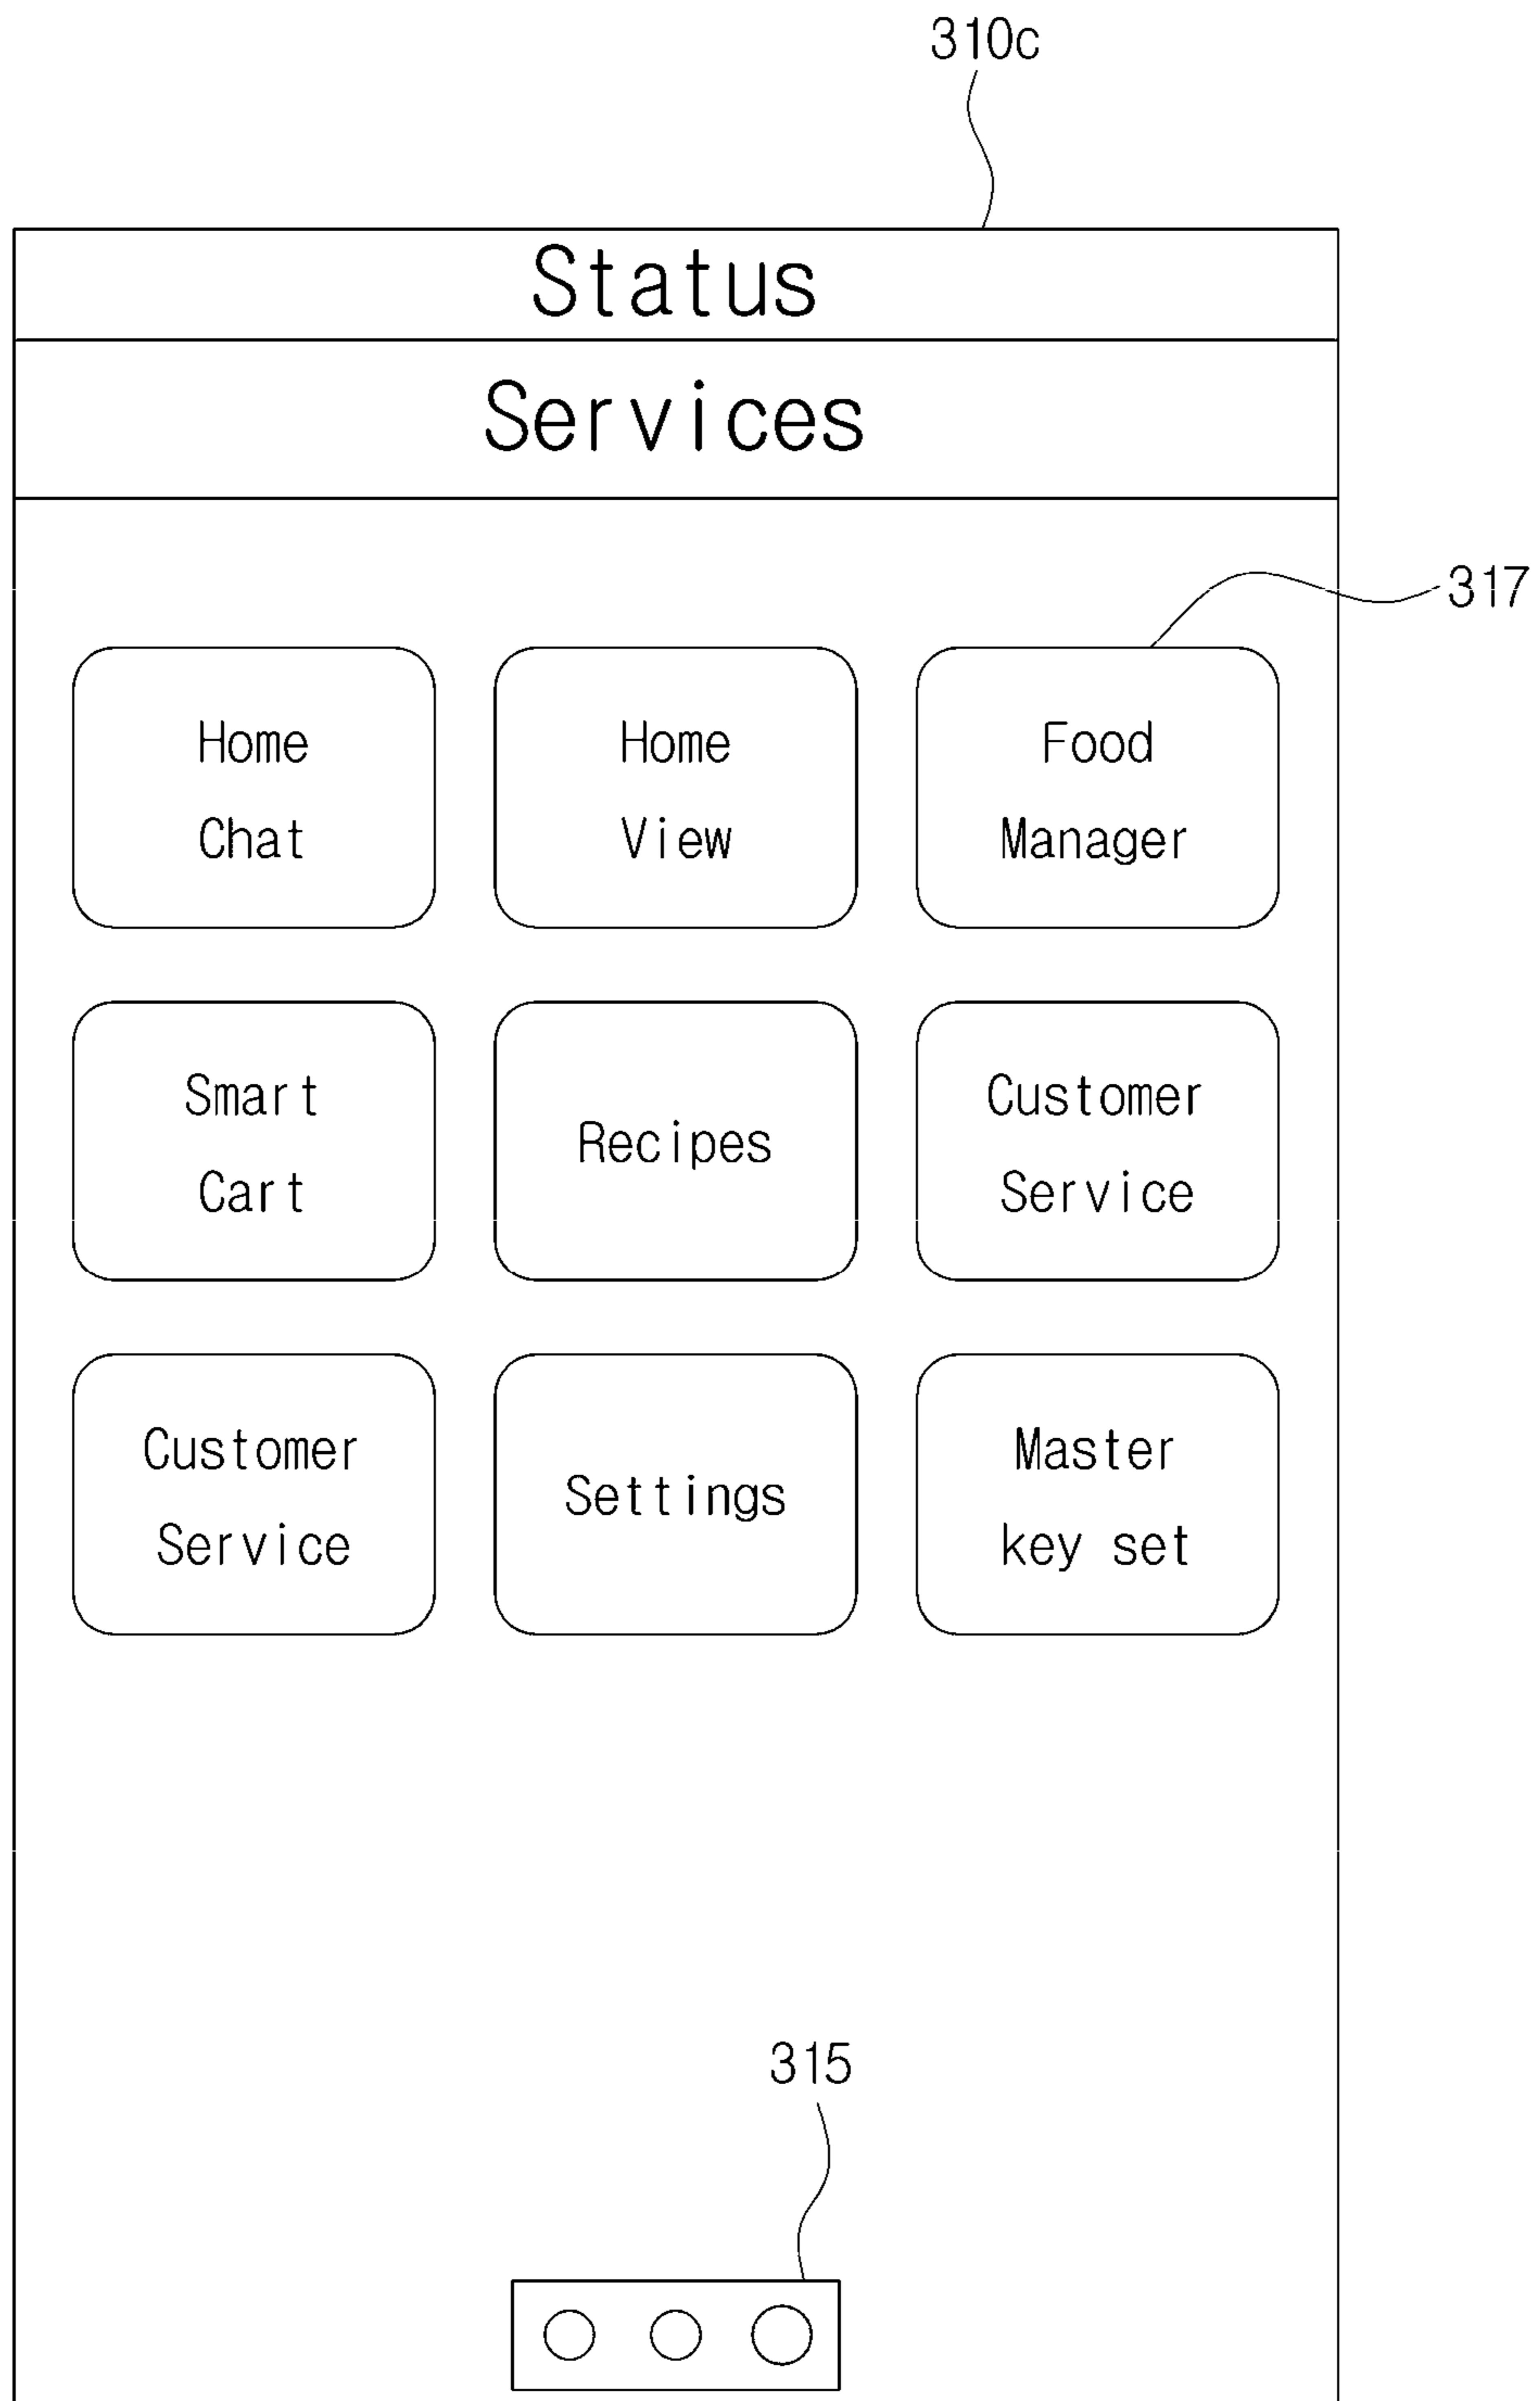 310c
Status
Services
317
Home
Chat
Home
View
Food
Manager
Smart
Cart
Recipes
Customer
Service
Customer
Service
Settings
Master
key set
315